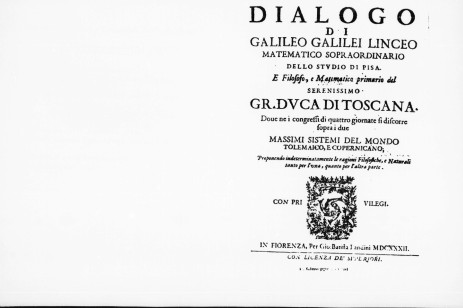 DIALOGO
DI
GALILEO GALILEI LINCEO
MATEMATICO SOPRAORDINARIO
DELLO STVDIO DI PISA.
E Filosofo, e Matematico primario del
SERENISSIMO
GR.DVCA DI TOSCANA.
Doue ne i congressi di quattro giornate si discorre
sopra i due
MASSIMI SISTEMI DEL MONDO
TOLEMAICO, E COPERNICANO;
Proponendo indeterminatamente le ragioni Filosofiche, e Naturali
tanto per l'vna, quanto per l'altra parte.
CON PRI VILEGI.
IN FIORENZA, Per Gio: Batista Landini MDCXXXII.
CON LICENZA DE' SVPERIORI.